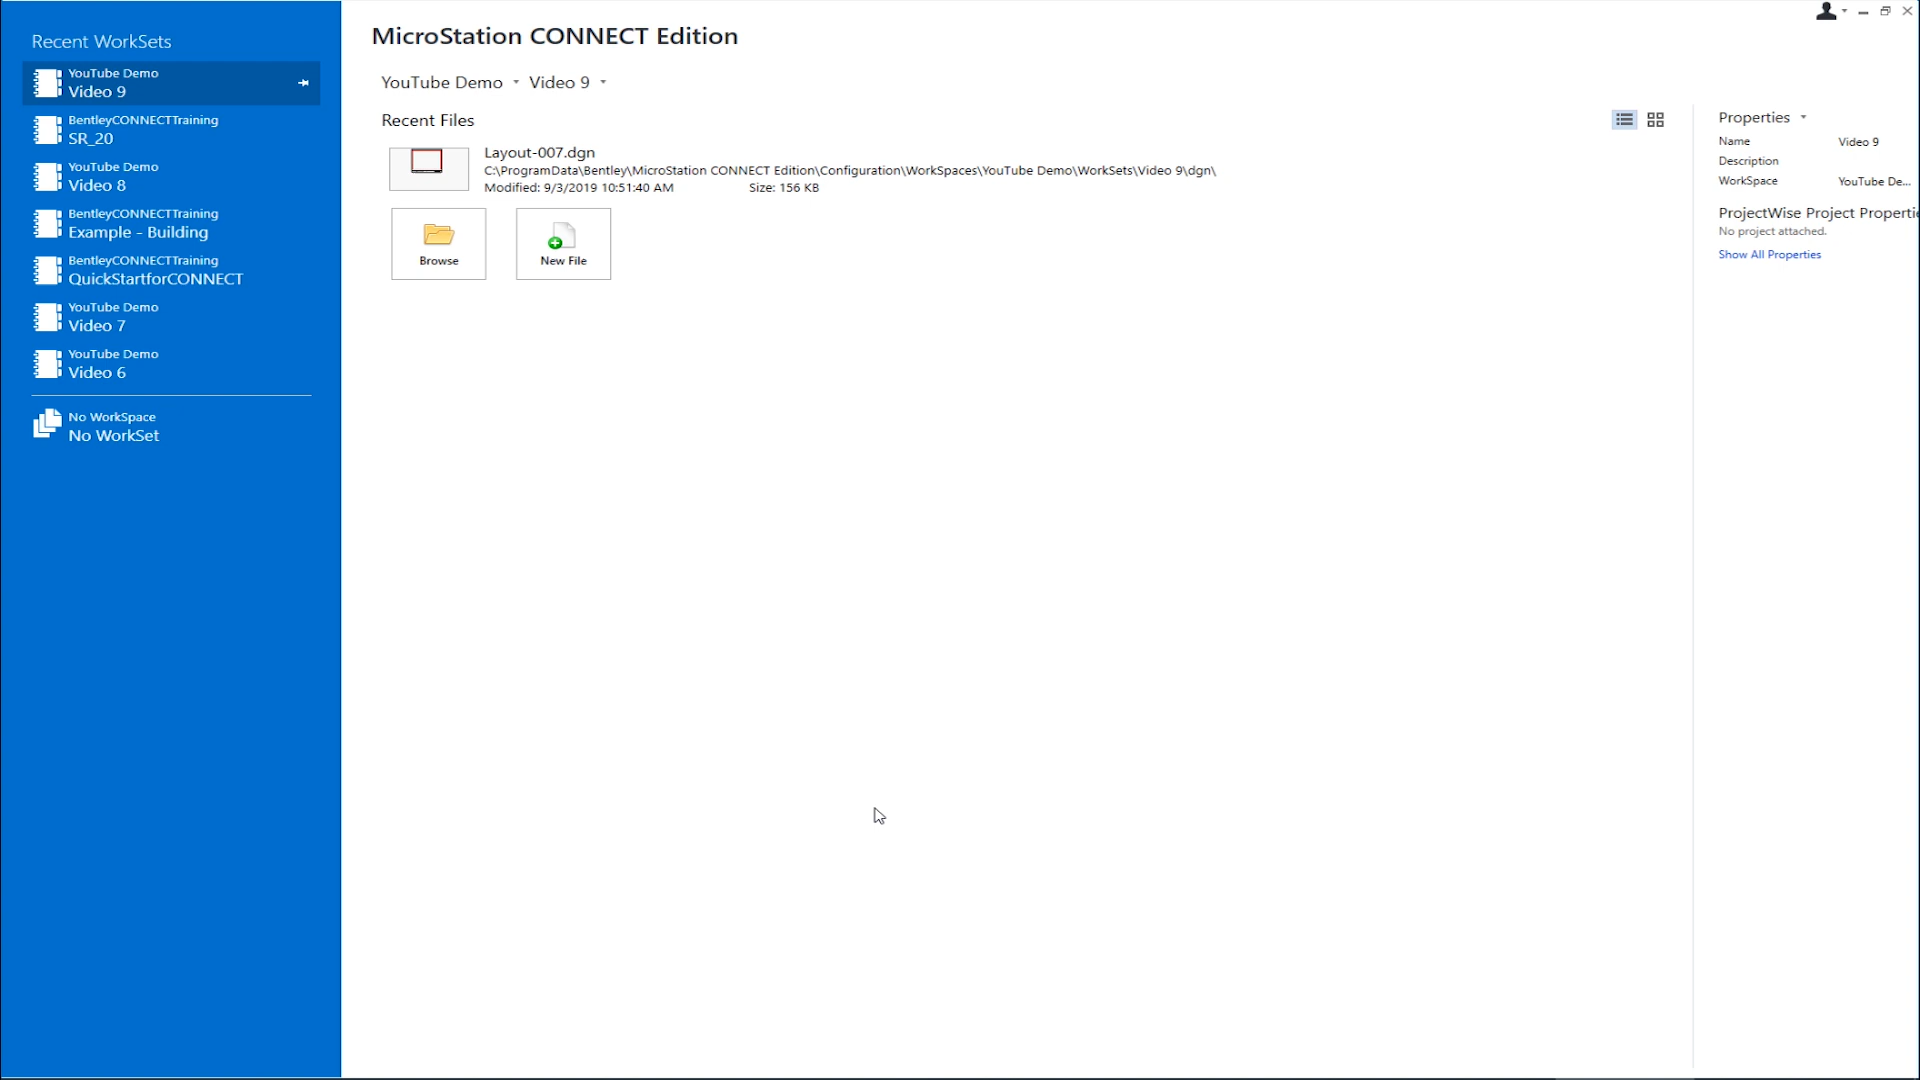 Recent WorkSets
YouTube Demo
Video 9
BentleyCONNECTTraining
SR_20
YouTube Demo
Video 8
BentleyCONNECTTraining
Example - Building
BentleyCONNECTTraining
QuickStartforCONNECT
YouTube Demo
Video 7
YouTube Demo
Video 6
No WorkSpace
No WorkSet
MicroStation CONNECT Edition
YouTube Demo Video 9
Recent Files
Layout-007.dgn
C:\ProgramData\Bentley\MicroStation CONNECT Edition\Configuration\WorkSpaces\YouTube Demo\WorkSets\Video 9\dgn\
Modified: 9/3/2019 10:51:40 AM Size: 156 KB
Browse
New File
Properties
Name Video 9
Description
WorkSpace YouTube De...
ProjectWise Project Properti
No project attached.
Show All Properties